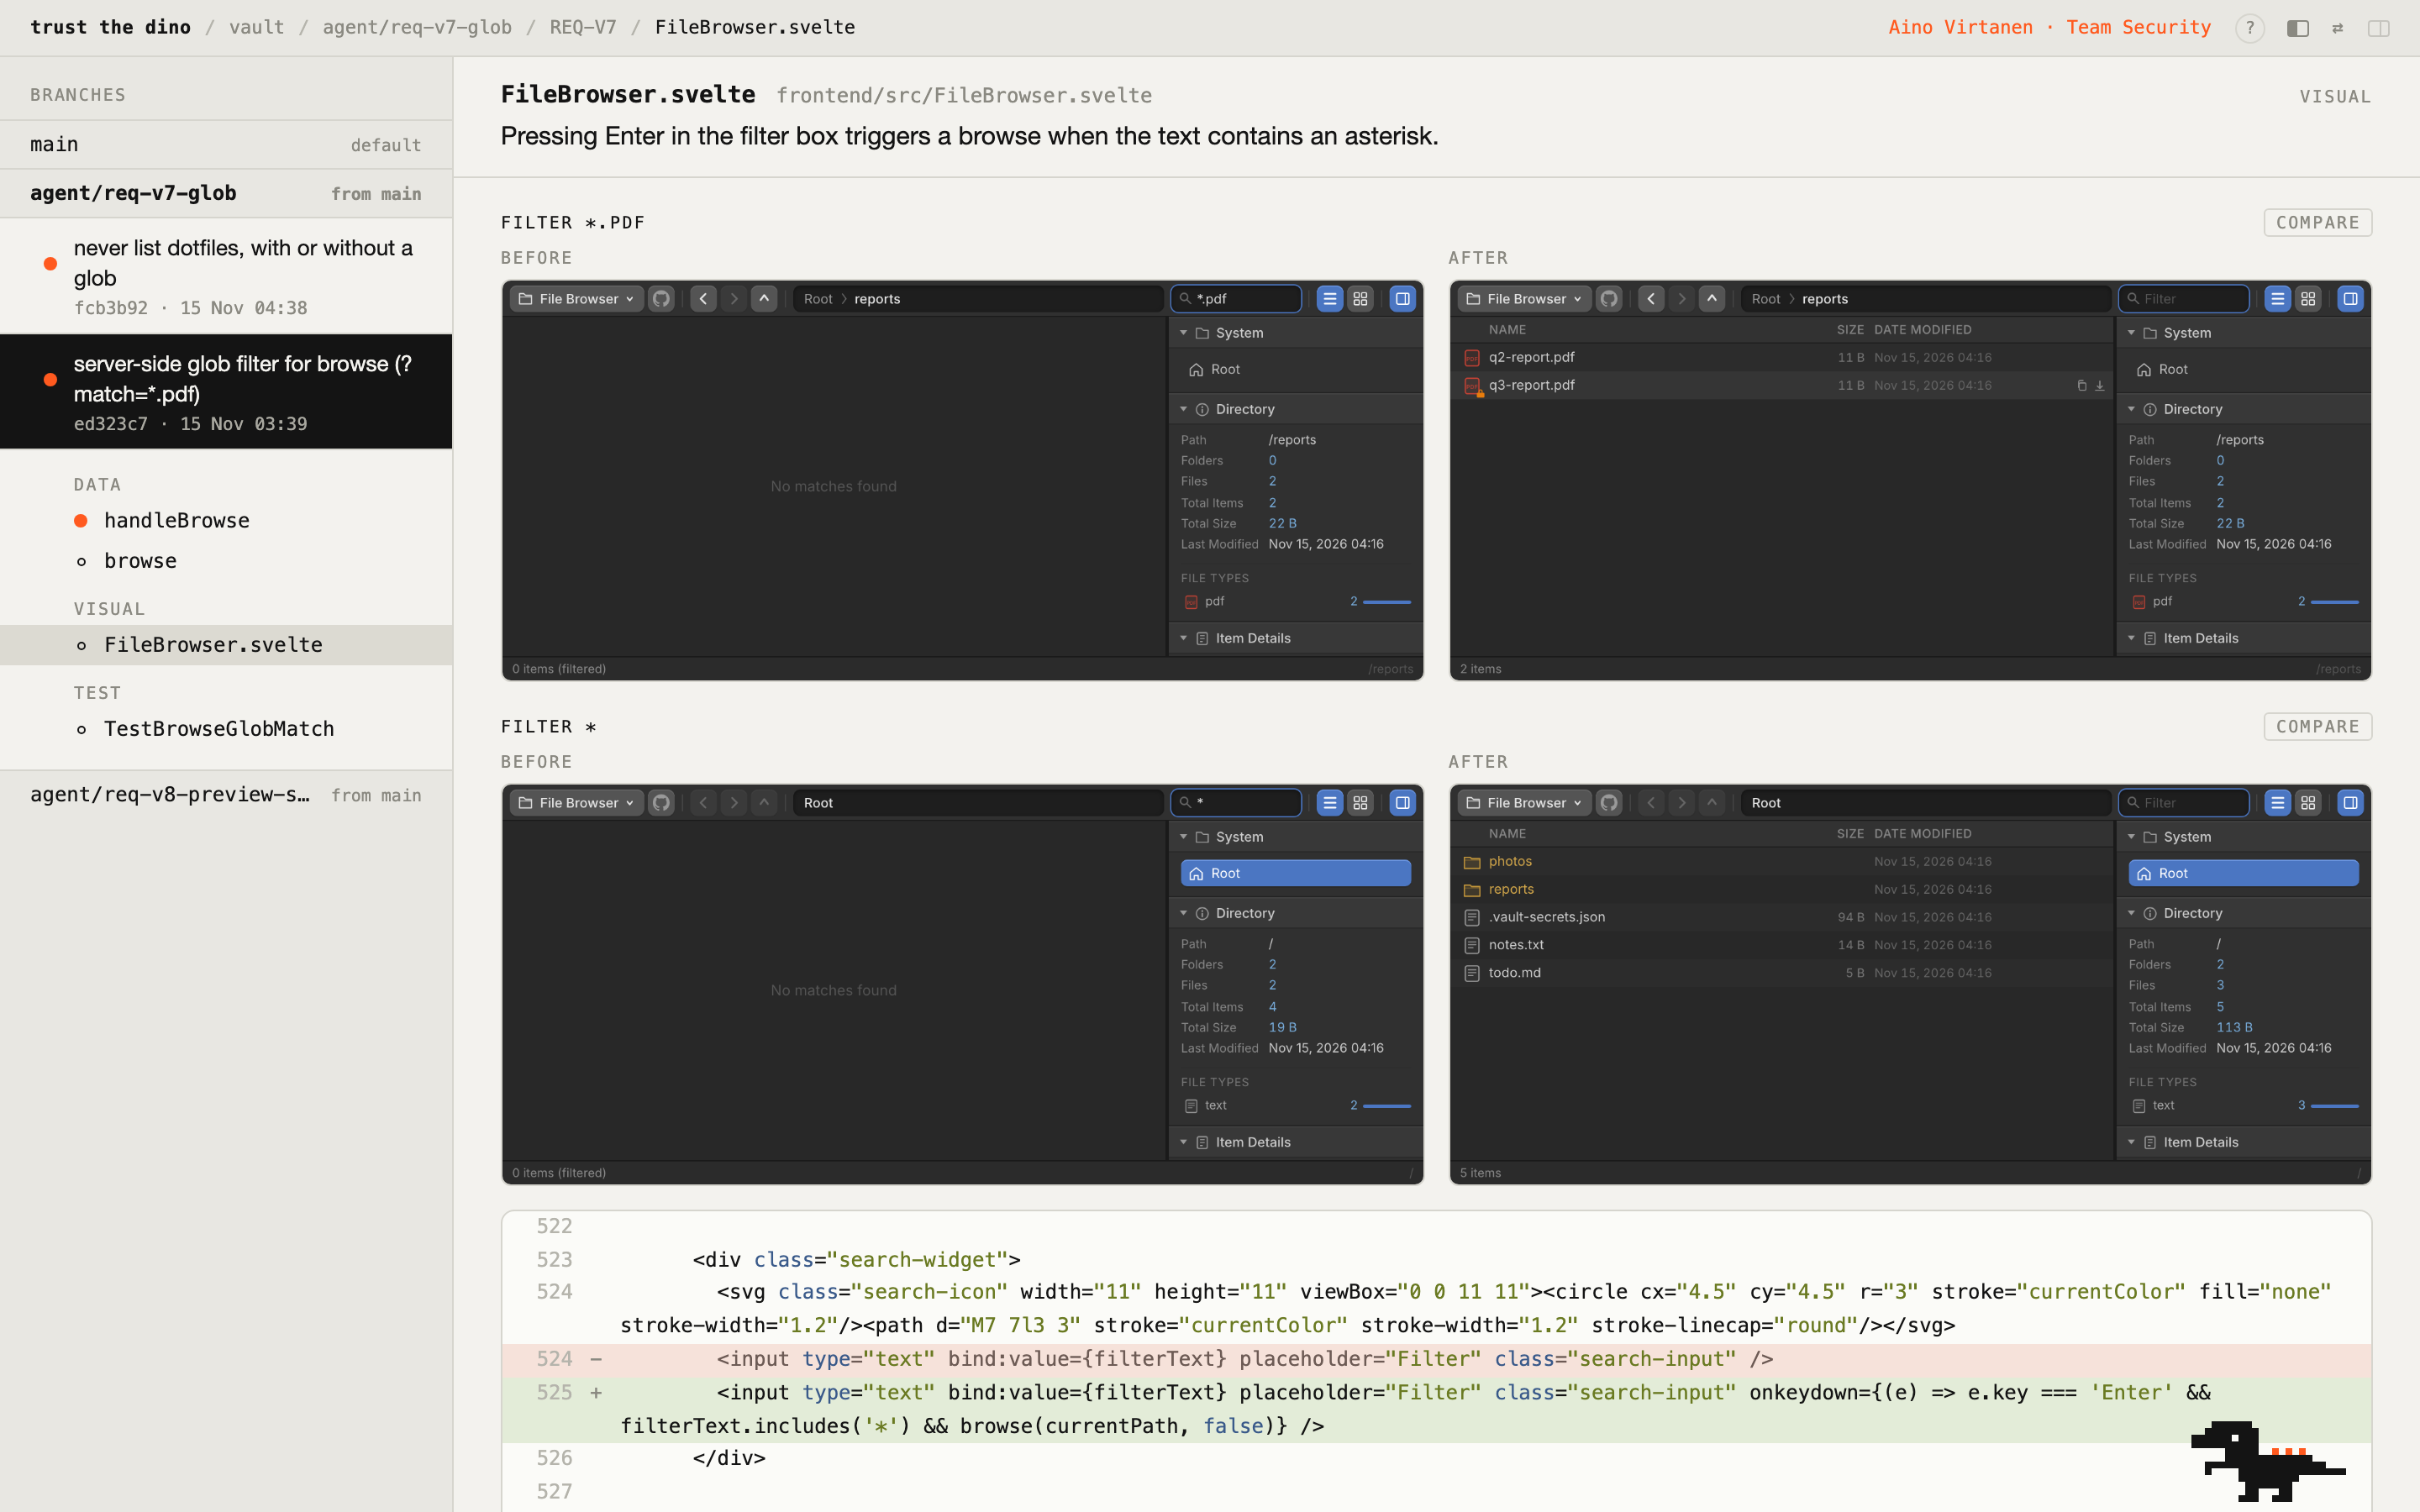 trust the dino / vault / agent/req-v7-glob / REQ-V7 / FileBrowser.svelte
Aino Virtanen · Team Security ?
BRANCHES
main default
agent/req-v7-glob from main
never list dotfiles, with or without a
glob
fcb3b92 · 15 Nov 04:38
server-side glob filter for browse (?
match=*.pdf)
ed323c7 · 15 Nov 03:39
DATA
handleBrowse
browse
VISUAL
FileBrowser.svelte
TEST
TestBrowseGlobMatch
agent/req-v8-preview-s… from main
FileBrowser.svelte frontend/src/FileBrowser.svelte
VISUAL
Pressing Enter in the filter box triggers a browse when the text contains an asterisk.
FILTER *.PDF
COMPARE
BEFORE
File Browser
Root > reports
*.pdf
No matches found
System
Root
Directory
Path /reports
Folders 0
Files 2
Total Items 2
Total Size 22 B
Last Modified Nov 15, 2026 04:16
FILE TYPES
pdf 2
Item Details
0 items (filtered)
/reports
AFTER
File Browser
Root > reports
Filter
NAME SIZE DATE MODIFIED
q2-report.pdf 11 B Nov 15, 2026 04:16
q3-report.pdf 11 B Nov 15, 2026 04:16
System
Root
Directory
Path /reports
Folders 0
Files 2
Total Items 2
Total Size 22 B
Last Modified Nov 15, 2026 04:16
FILE TYPES
pdf 2
Item Details
2 items
/reports
FILTER *
COMPARE
BEFORE
File Browser
Root
*
No matches found
System
Root
Directory
Path /
Folders 2
Files 2
Total Items 4
Total Size 19 B
Last Modified Nov 15, 2026 04:16
FILE TYPES
text 2
Item Details
0 items (filtered)
/
AFTER
File Browser
Root
Filter
NAME SIZE DATE MODIFIED
photos Nov 15, 2026 04:16
reports Nov 15, 2026 04:16
.vault-secrets.json 94 B Nov 15, 2026 04:16
notes.txt 14 B Nov 15, 2026 04:16
todo.md 5 B Nov 15, 2026 04:16
System
Root
Directory
Path /
Folders 2
Files 3
Total Items 5
Total Size 113 B
Last Modified Nov 15, 2026 04:16
FILE TYPES
text 3
Item Details
5 items
/
522
523 <div class="search-widget">
524 <svg class="search-icon" width="11" height="11" viewBox="0 0 11 11"><circle cx="4.5" cy="4.5" r="3" stroke="currentColor" fill="none"
stroke-width="1.2"/><path d="M7 7l3 3" stroke="currentColor" stroke-width="1.2" stroke-linecap="round"/></svg>
524 − <input type="text" bind:value={filterText} placeholder="Filter" class="search-input" />
525 + <input type="text" bind:value={filterText} placeholder="Filter" class="search-input" onkeydown={(e) => e.key === 'Enter' &&
filterText.includes('*') && browse(currentPath, false)} />
526 </div>
527